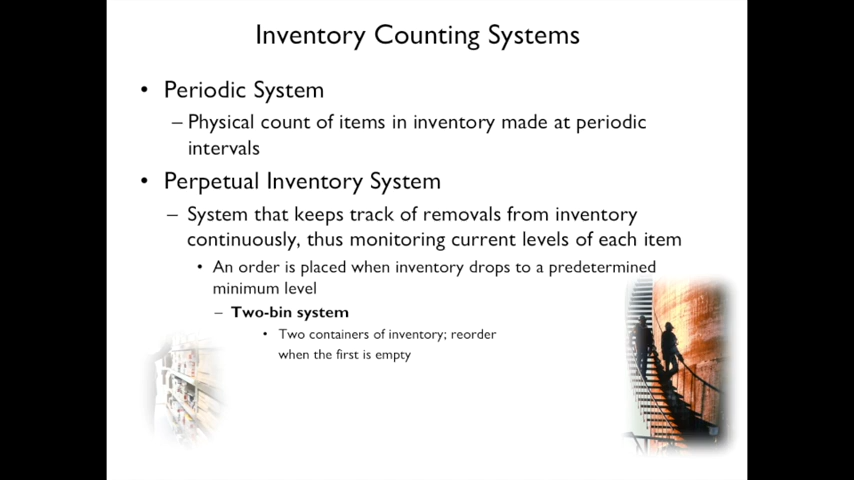 Inventory Counting Systems
• Periodic System
– Physical count of items in inventory made at periodic
intervals
• Perpetual Inventory System
– System that keeps track of removals from inventory
continuously, thus monitoring current levels of each item
• An order is placed when inventory drops to a predetermined
minimum level
– Two-bin system
• Two containers of inventory; reorder
when the first is empty